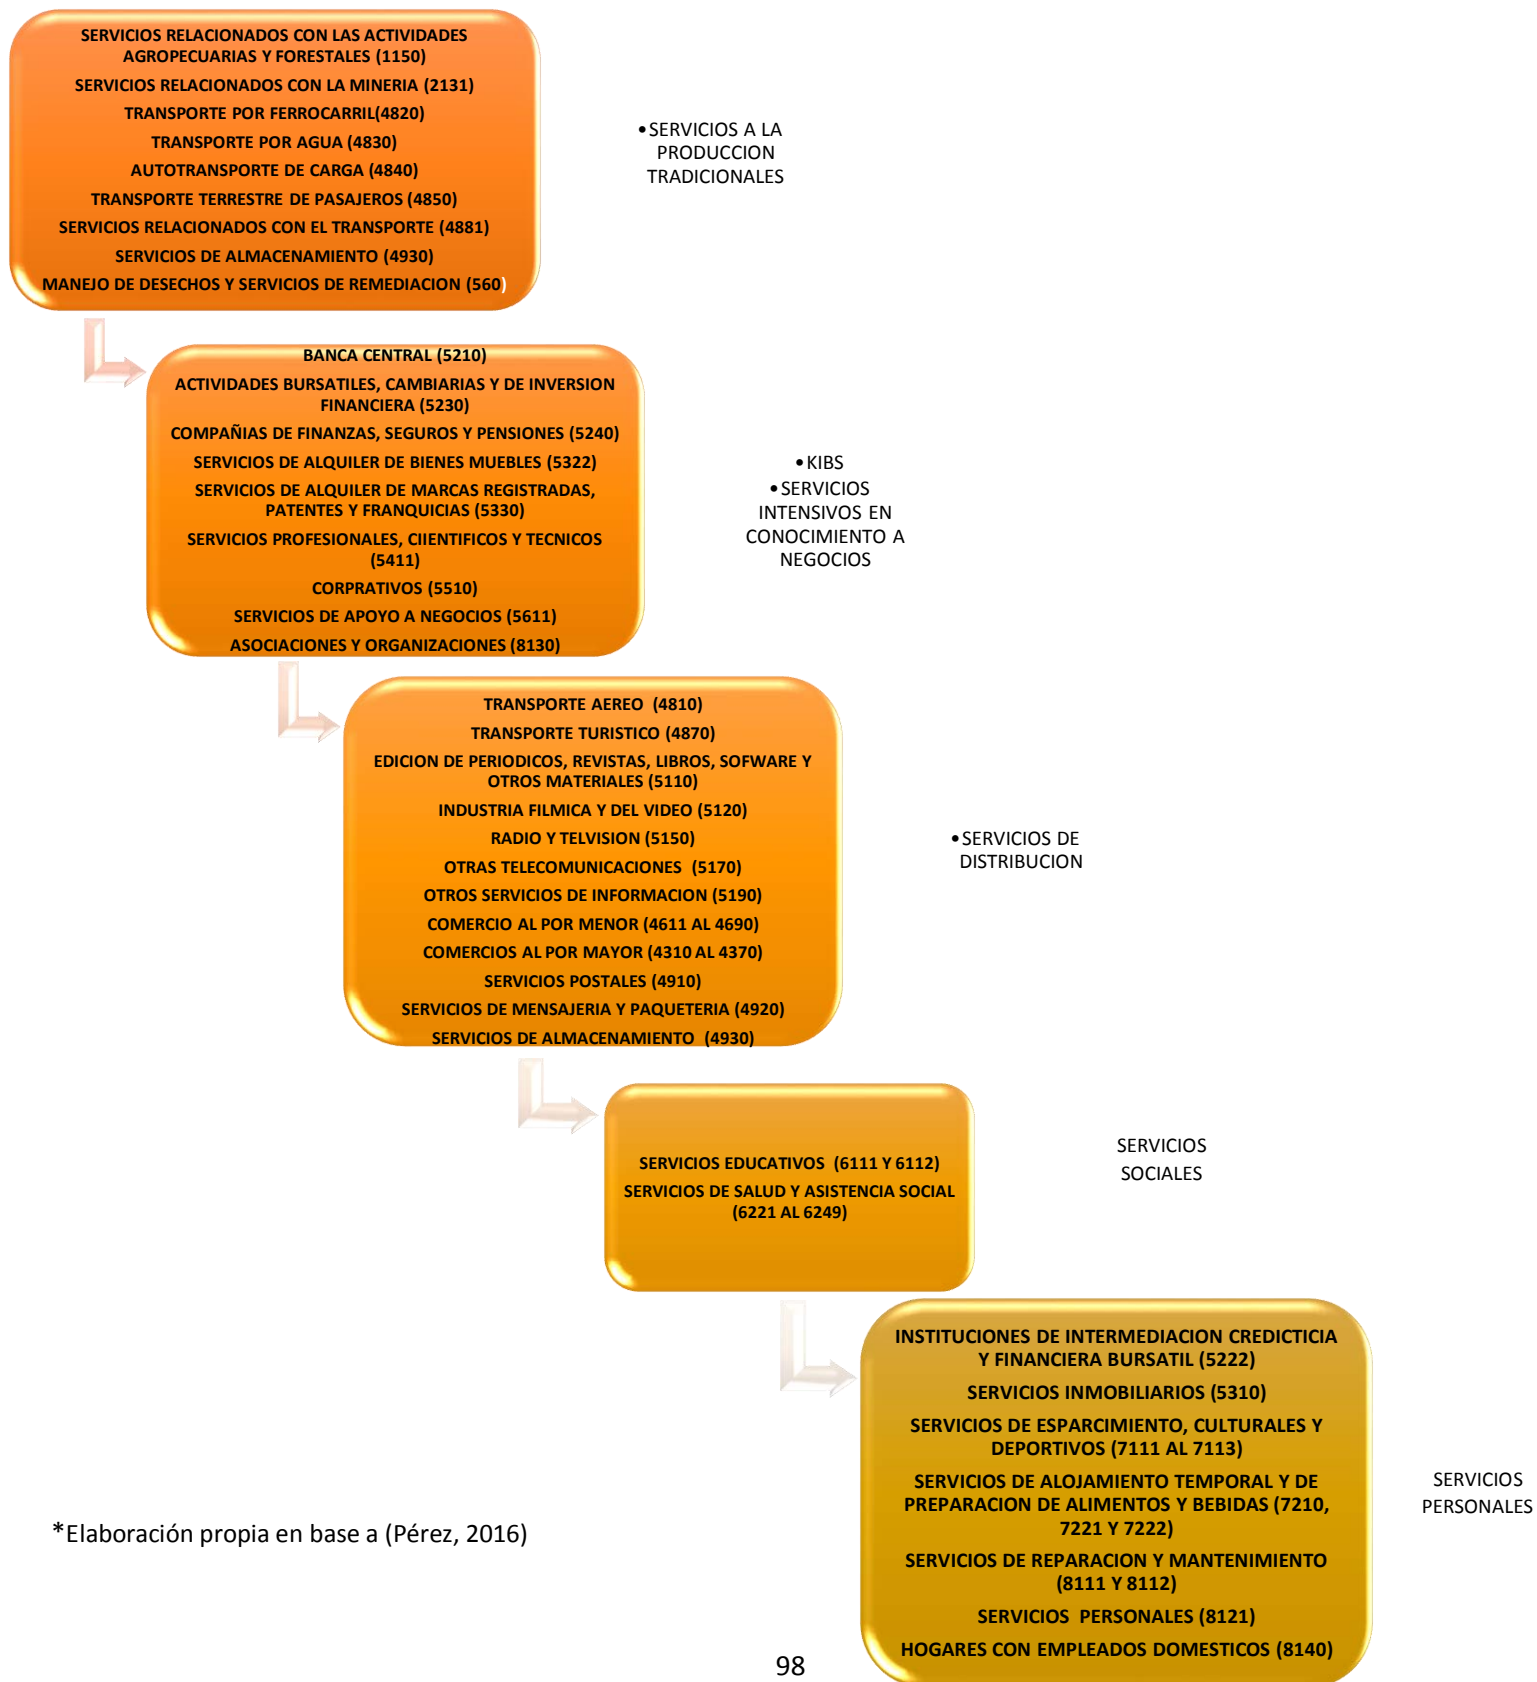 SERVICIOS RELACIONADOS CON LAS ACTIVIDADES
AGROPECUARIAS Y FORESTALES (1150)
SERVICIOS RELACIONADOS CON LA MINERIA (2131)
TRANSPORTE POR FERROCARRIL(4820)
TRANSPORTE POR AGUA (4830)
AUTOTRANSPORTE DE CARGA (4840)
TRANSPORTE TERRESTRE DE PASAJEROS (4850)
SERVICIOS RELACIONADOS CON EL TRANSPORTE (4881)
SERVICIOS DE ALMACENAMIENTO (4930)
MANEJO DE DESECHOS Y SERVICIOS DE REMEDIACION (560)
•SERVICIOS A LA
PRODUCCION
TRADICIONALES
BANCA CENTRAL (5210)
ACTIVIDADES BURSATILES, CAMBIARIAS Y DE INVERSION
FINANCIERA (5230)
COMPAÑIAS DE FINANZAS, SEGUROS Y PENSIONES (5240)
SERVICIOS DE ALQUILER DE BIENES MUEBLES (5322)
SERVICIOS DE ALQUILER DE MARCAS REGISTRADAS,
PATENTES Y FRANQUICIAS (5330)
SERVICIOS PROFESIONALES, CIIENTIFICOS Y TECNICOS
(5411)
CORPRATIVOS (5510)
SERVICIOS DE APOYO A NEGOCIOS (5611)
ASOCIACIONES Y ORGANIZACIONES (8130)
•KIBS
•SERVICIOS
INTENSIVOS EN
CONOCIMIENTO A
NEGOCIOS
TRANSPORTE AEREO (4810)
TRANSPORTE TURISTICO (4870)
EDICION DE PERIODICOS, REVISTAS, LIBROS, SOFWARE Y
OTROS MATERIALES (5110)
INDUSTRIA FILMICA Y DEL VIDEO (5120)
RADIO Y TELVISION (5150)
OTRAS TELECOMUNICACIONES (5170)
OTROS SERVICIOS DE INFORMACION (5190)
COMERCIO AL POR MENOR (4611 AL 4690)
COMERCIOS AL POR MAYOR (4310 AL 4370)
SERVICIOS POSTALES (4910)
SERVICIOS DE MENSAJERIA Y PAQUETERIA (4920)
SERVICIOS DE ALMACENAMIENTO (4930)
•SERVICIOS DE
DISTRIBUCION
SERVICIOS EDUCATIVOS (6111 Y 6112)
SERVICIOS DE SALUD Y ASISTENCIA SOCIAL
(6221 AL 6249)
SERVICIOS
SOCIALES
INSTITUCIONES DE INTERMEDIACION CREDICTICIA
Y FINANCIERA BURSATIL (5222)
SERVICIOS INMOBILIARIOS (5310)
SERVICIOS DE ESPARCIMIENTO, CULTURALES Y
DEPORTIVOS (7111 AL 7113)
SERVICIOS DE ALOJAMIENTO TEMPORAL Y DE
PREPARACION DE ALIMENTOS Y BEBIDAS (7210,
7221 Y 7222)
SERVICIOS DE REPARACION Y MANTENIMIENTO
(8111 Y 8112)
SERVICIOS PERSONALES (8121)
HOGARES CON EMPLEADOS DOMESTICOS (8140)
SERVICIOS
PERSONALES
*Elaboración propia en base a (Pérez, 2016)
98